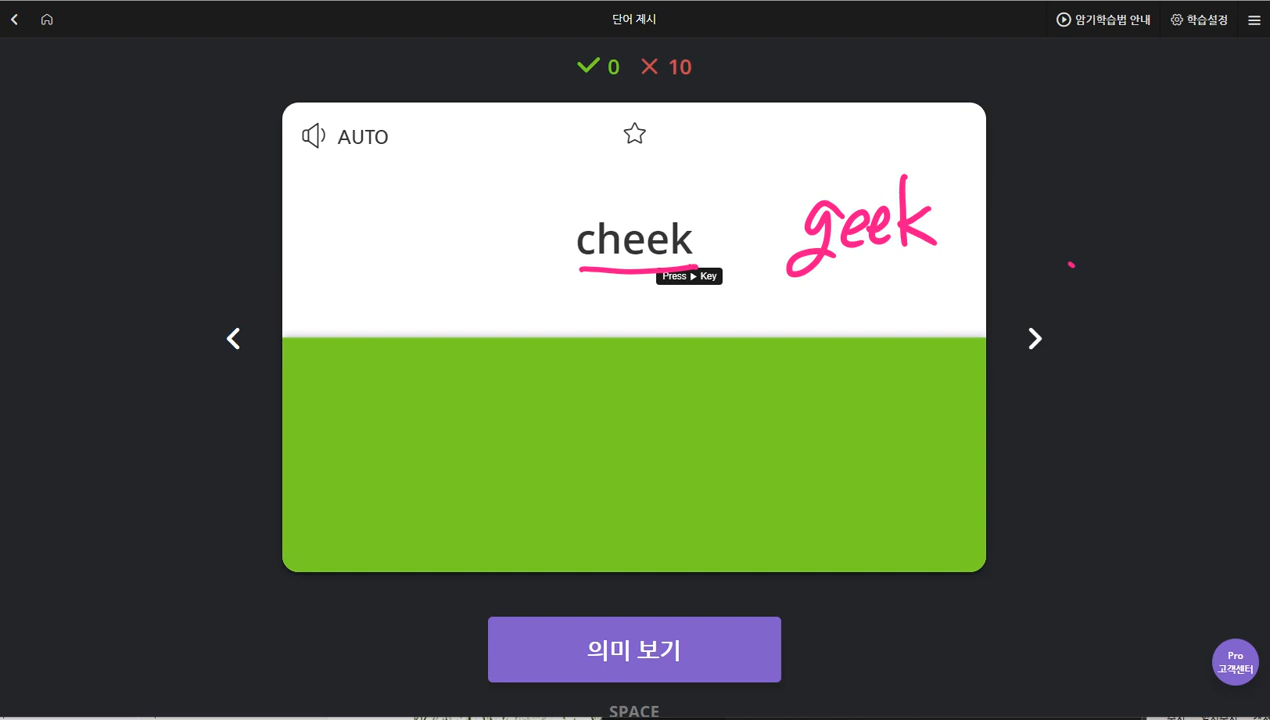 단어 제시
암기학습법 안내
학습설정
0
10
AUTO
geek
cheek
Press ▶ Key
의미 보기
Pro
고객센터
SPACE